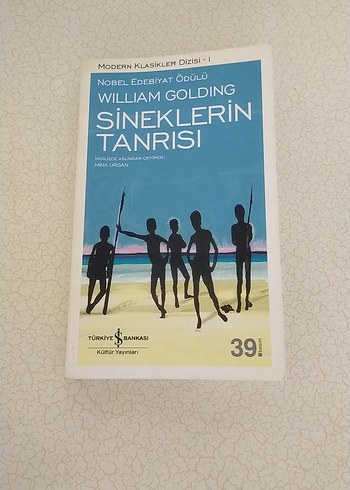 MODERN KLASİKLER DİZİSİ - I
NOBEL EDEBİYAT ÖDÜLÜ
WILLIAM GOLDING
SİNEKLERİN
TANRISI
İNGİLİZCE ASLINDAN ÇEVİREN:
MİNA URGAN
TÜRKİYE İŞ BANKASI
Kültür Yayınları
39.
basım